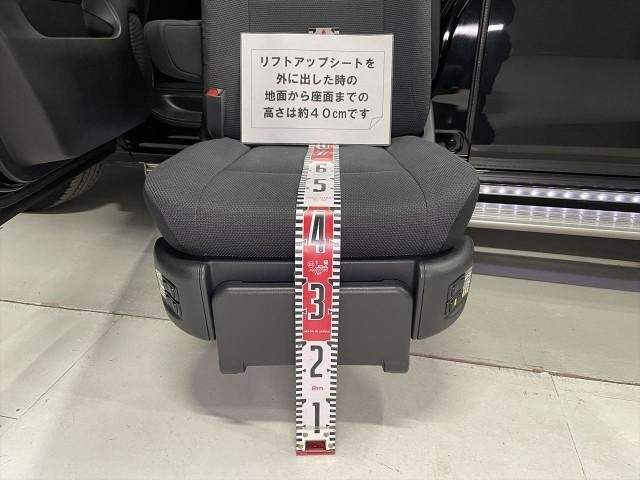 リフトアップシートを
外に出した時の
地面から座面までの
高さは約４０cmです
6
5
4
3
2
1